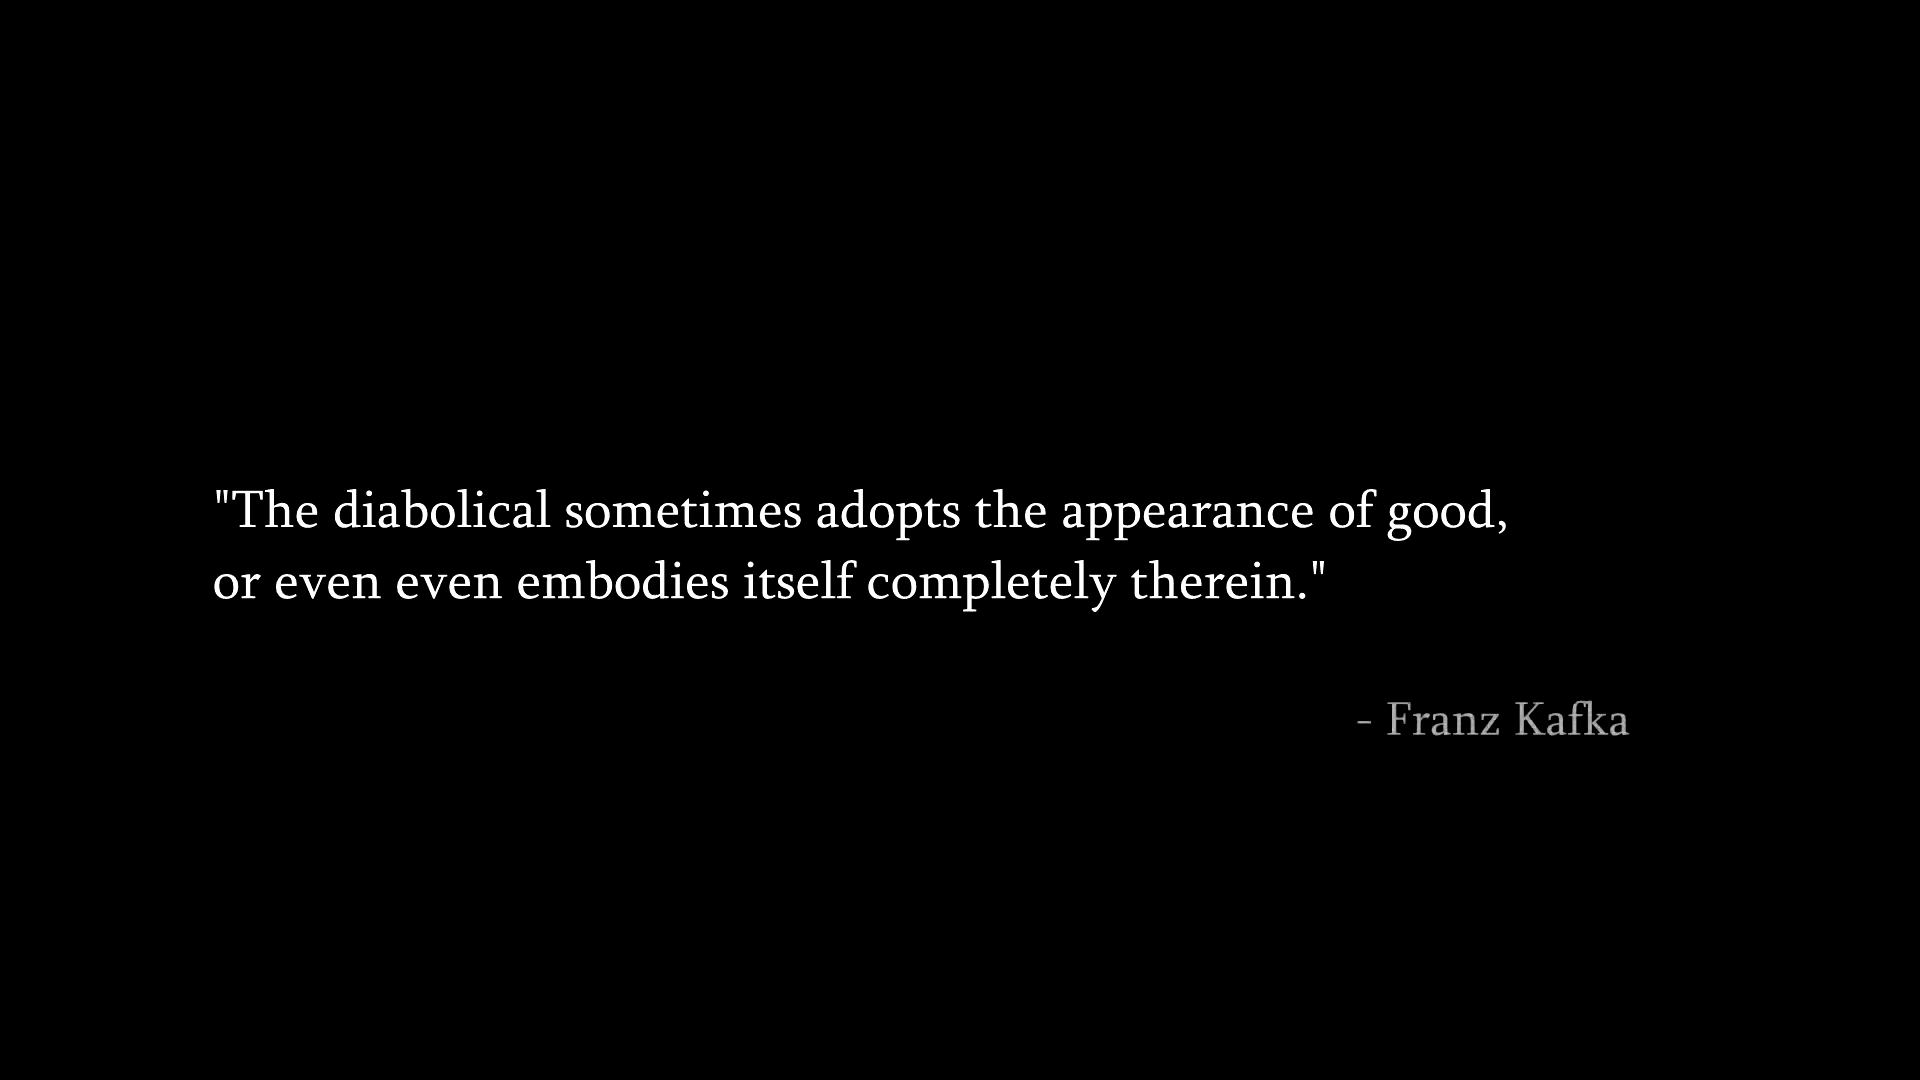 "The diabolical sometimes adopts the appearance of good,
or even even embodies itself completely therein."
- Franz Kafka